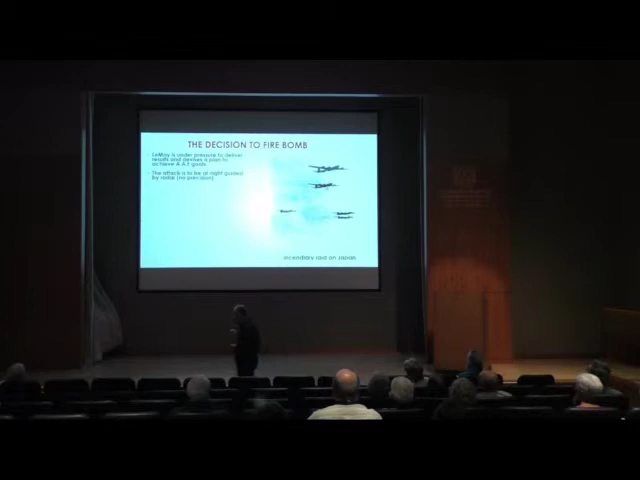 THE DECISION TO FIRE BOMB
LeMay is under pressure to deliver
results and devises a plan to
achieve A.A.F goals.
The attack is to be at night guided
by radar (no precision)
incendiary raid on Japan